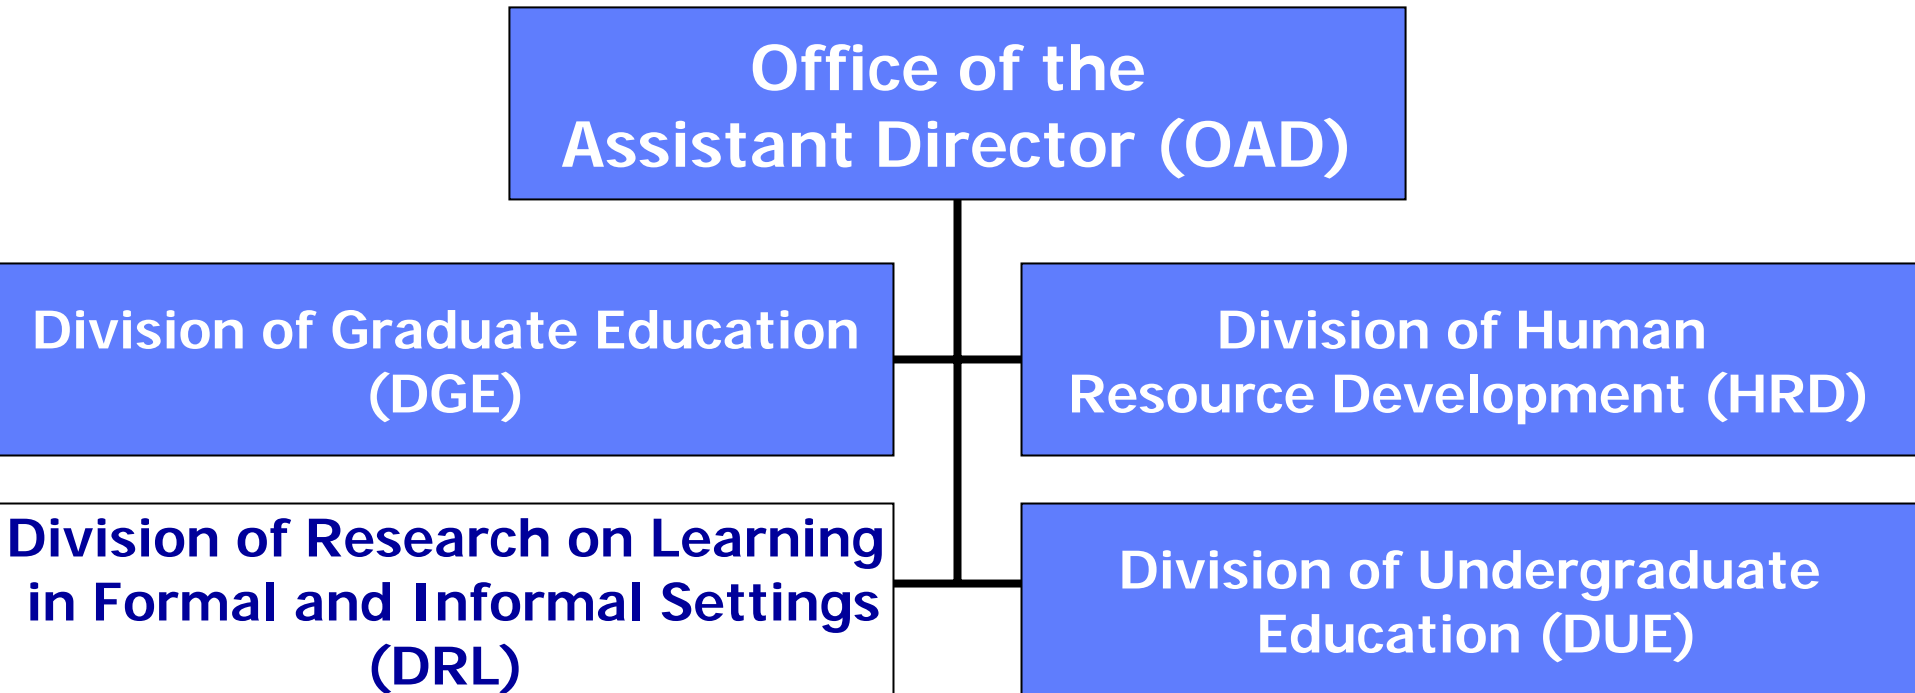 Office of the
Assistant Director (OAD)
Division of Graduate Education
(DGE)
Division of Human
Resource Development (HRD)
Division of Research on Learning
in Formal and Informal Settings
(DRL)
Division of Undergraduate
Education (DUE)